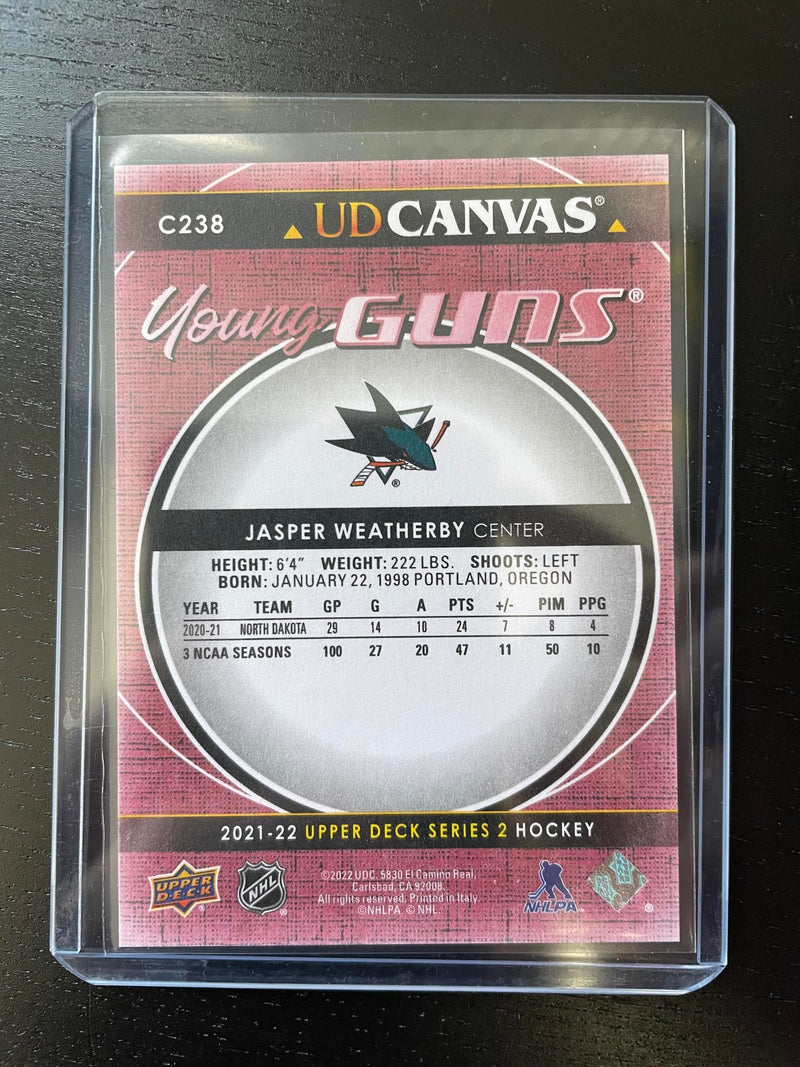 C238 UD CANVAS®
Young GUNS®
®
JASPER WEATHERBY CENTER
HEIGHT: 6'4" WEIGHT: 222 LBS. SHOOTS: LEFT
BORN: JANUARY 22, 1998 PORTLAND, OREGON
YEAR TEAM GP G A PTS +/- PIM PPG
2020-21 NORTH DAKOTA 29 14 10 24 7 8 4
3 NCAA SEASONS 100 27 20 47 11 50 10
2021-22 UPPER DECK SERIES 2 HOCKEY
UPPER DECK ®
NHL ®
©2022 UDC. 5830 El Camino Real,
Carlsbad, CA 92008.
All rights reserved. Printed in Italy.
©NHLPA. © NHL.
NHLPA™
®